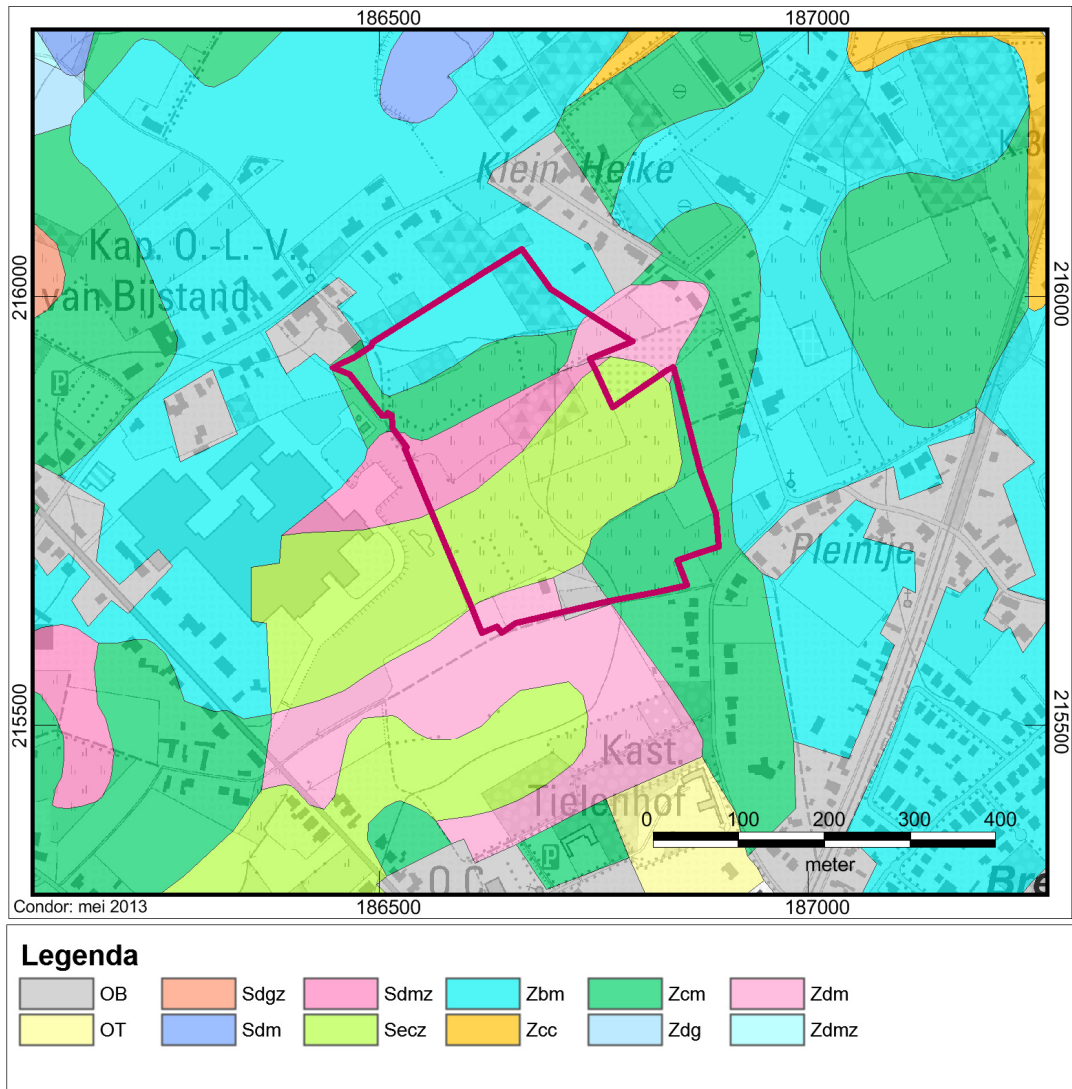 186500 187000
Klein Heike
K 3
Kap. O.-L.-V.
van Bijstand
216000 216000
P
Pleintje
215500 215500
Kast.
Tielenhof
0 100 200 300 400
meter
P
O.C.
Bre
Condor: mei 2013
186500 187000
Legenda
OB Sdgz Sdmz Zbm Zcm Zdm
OT Sdm Secz Zcc Zdg Zdmz